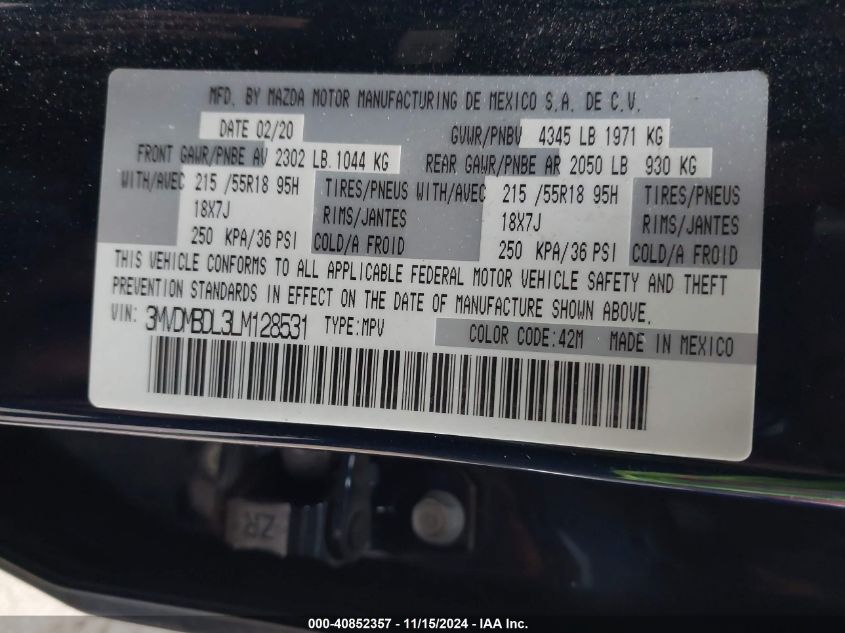 MFD. BY MAZDA MOTOR MANUFACTURING DE MEXICO S.A. DE C.V.
DATE 02/20 GVWR/PNBV 4345 LB 1971 KG
FRONT GAWR/PNBE AV 2302 LB 1044 KG REAR GAWR/PNBE AR 2050 LB 930 KG
WITH/AVEC 215 /55R18 95H TIRES/PNEUS WITH/AVEC 215 /55R18 95H TIRES/PNEUS
18X7J RIMS/JANTES 18X7J RIMS/JANTES
250 KPA/36 PSI COLD/A FROID 250 KPA/36 PSI COLD/A FROID
THIS VEHICLE CONFORMS TO ALL APPLICABLE FEDERAL MOTOR VEHICLE SAFETY AND THEFT
PREVENTION STANDARDS IN EFFECT ON THE DATE OF MANUFACTURE SHOWN ABOVE.
VIN: 3MVDMBDL3LM128531 TYPE:MPV COLOR CODE:42M MADE IN MEXICO
ZR
000-40852357 - 11/15/2024 - IAA Inc.